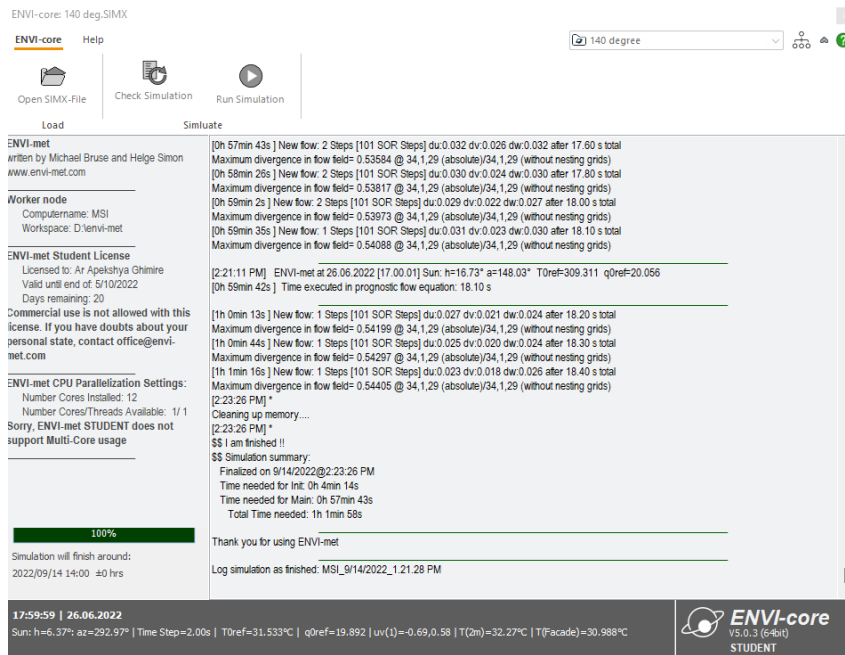 ENVI-core: 140 deg.SIMX
ENVI-core Help
140 degree
Open SIMX-File
Check Simulation
Run Simulation
Load
Simluate
ENVI-met
written by Michael Bruse and Helge Simon
www.envi-met.com
Worker node
Computername: MSI
Workspace: D:\envi-met
ENVI-met Student License
Licensed to: Ar Apekshya Ghimire
Valid until end of: 5/10/2022
Days remaining: 20
Commercial use is not allowed with this
license. If you have doubts about your
personal state, contact office@envi-
met.com
ENVI-met CPU Parallelization Settings:
Number Cores Installed: 12
Number Cores/Threads Available: 1/ 1
Sorry, ENVI-met STUDENT does not
support Multi-Core usage
100%
Simulation will finish around:
2022/09/14 14:00 ±0 hrs
[0h 57min 43s ] New flow: 2 Steps [101 SOR Steps] du:0.032 dv:0.026 dw:0.032 after 17.60 s total
Maximum divergence in flow field= 0.53584 @ 34,1,29 (absolute)/34,1,29 (without nesting grids)
[0h 58min 26s ] New flow: 2 Steps [101 SOR Steps] du:0.030 dv:0.024 dw:0.030 after 17.80 s total
Maximum divergence in flow field= 0.53817 @ 34,1,29 (absolute)/34,1,29 (without nesting grids)
[0h 59min 2s ] New flow: 2 Steps [101 SOR Steps] du:0.029 dv:0.022 dw:0.027 after 18.00 s total
Maximum divergence in flow field= 0.53973 @ 34,1,29 (absolute)/34,1,29 (without nesting grids)
[0h 59min 35s ] New flow: 1 Steps [101 SOR Steps] du:0.031 dv:0.023 dw:0.030 after 18.10 s total
Maximum divergence in flow field= 0.54088 @ 34,1,29 (absolute)/34,1,29 (without nesting grids)
[2:21:11 PM] ENVI-met at 26.06.2022 [17.00.01] Sun: h=16.73° a=148.03° T0ref=309.311 q0ref=20.056
[0h 59min 42s ] Time executed in prognostic flow equation: 18.10 s
[1h 0min 13s ] New flow: 1 Steps [101 SOR Steps] du:0.027 dv:0.021 dw:0.024 after 18.20 s total
Maximum divergence in flow field= 0.54199 @ 34,1,29 (absolute)/34,1,29 (without nesting grids)
[1h 0min 44s ] New flow: 1 Steps [101 SOR Steps] du:0.025 dv:0.020 dw:0.024 after 18.30 s total
Maximum divergence in flow field= 0.54297 @ 34,1,29 (absolute)/34,1,29 (without nesting grids)
[1h 1min 16s ] New flow: 1 Steps [101 SOR Steps] du:0.023 dv:0.018 dw:0.026 after 18.40 s total
Maximum divergence in flow field= 0.54405 @ 34,1,29 (absolute)/34,1,29 (without nesting grids)
[2:23:26 PM] *
Cleaning up memory....
[2:23:26 PM] *
$$ I am finished !!
$$ Simulation summary:
Finalized on 9/14/2022@2:23:26 PM
Time needed for Init: 0h 4min 14s
Time needed for Main: 0h 57min 43s
Total Time needed: 1h 1min 58s
Thank you for using ENVI-met
Log simulation as finished: MSI_9/14/2022_1.21.28 PM
17:59:59 | 26.06.2022
Sun: h=6.37°; az=292.97° | Time Step=2.00s | T0ref=31.533°C | q0ref=19.892 | uv(1)=-0.69,0.58 | T(2m)=32.27°C | T(Facade)=30.988°C
ENVI-core
V5.0.3 (64bit)
STUDENT